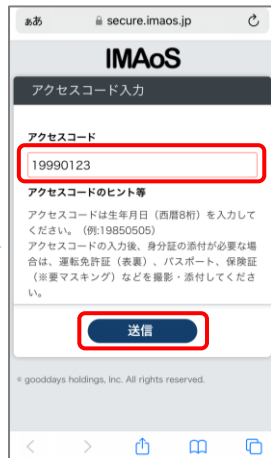 ぁあ secure.imaos.jp
IMAoS
アクセスコード入力
アクセスコード
19990123
アクセスコードのヒント等
アクセスコードは生年月日（西暦8桁）を入力して
ください。（例:19850505）
アクセスコードの入力後、身分証の添付が必要な場
合は、運転免許証（表裏）、パスポート、保険証
（※要マスキング）などを撮影・添付してくださ
い。
送信
© gooddays holdings, Inc. All rights reserved.